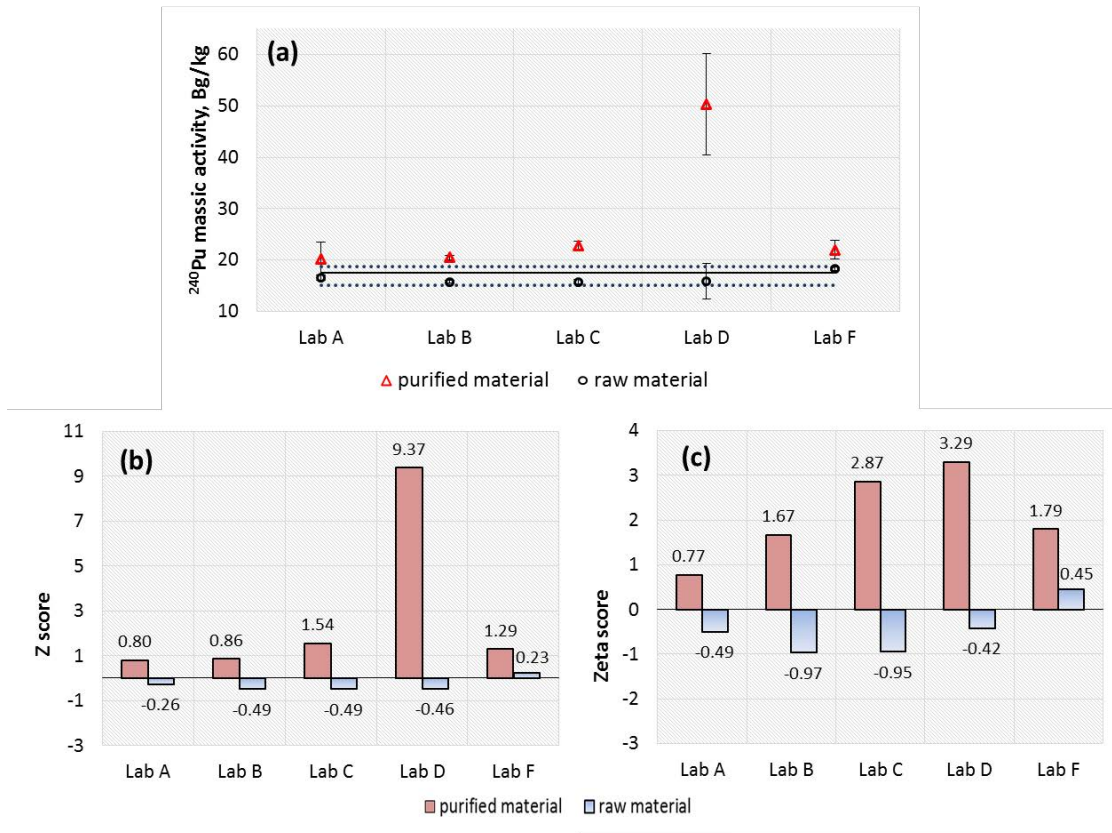 (a)
240Pu massic activity, Bg/kg
60
50
40
30
20
10
Lab A Lab B Lab C Lab D Lab F
purified material raw material
(b)
Z score
11
9
7
5
3
1
-1
-3
0.80 0.86 1.54 9.37 1.29 0.23
-0.26 -0.49 -0.49 -0.46
Lab A Lab B Lab C Lab D Lab F
(c)
Zeta score
4
3
2
1
0
-1
-2
-3
0.77 1.67 2.87 3.29 1.79 0.45
-0.49 -0.97 -0.95 -0.42
Lab A Lab B Lab C Lab D Lab F
purified material raw material